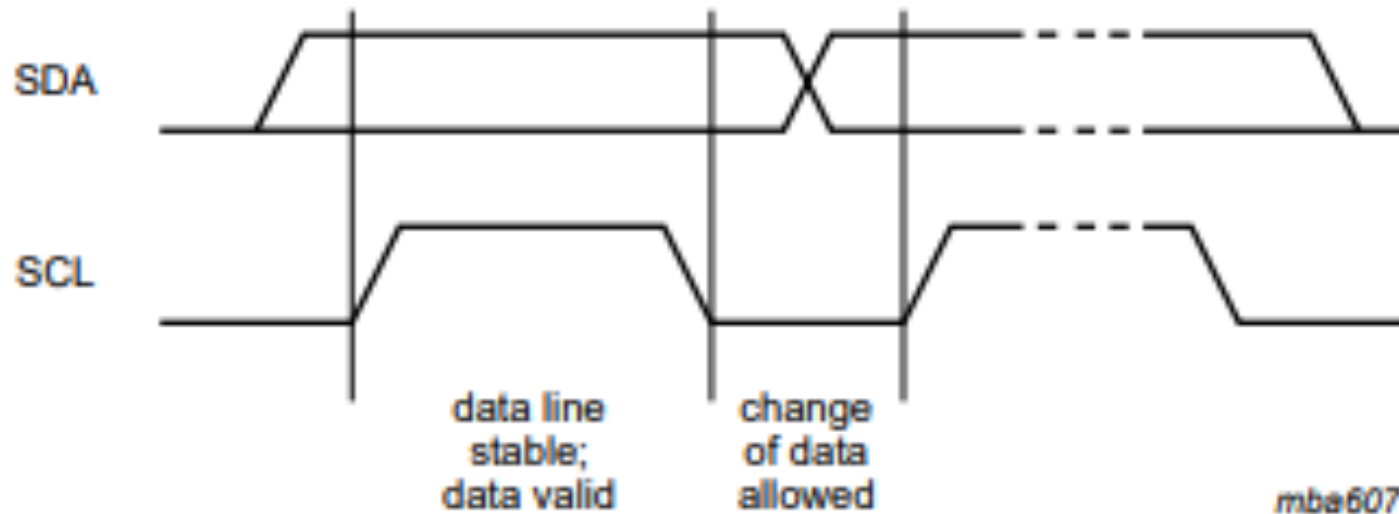 SDA
SCL
data line
stable;
data valid
change
of data
allowed
mba607